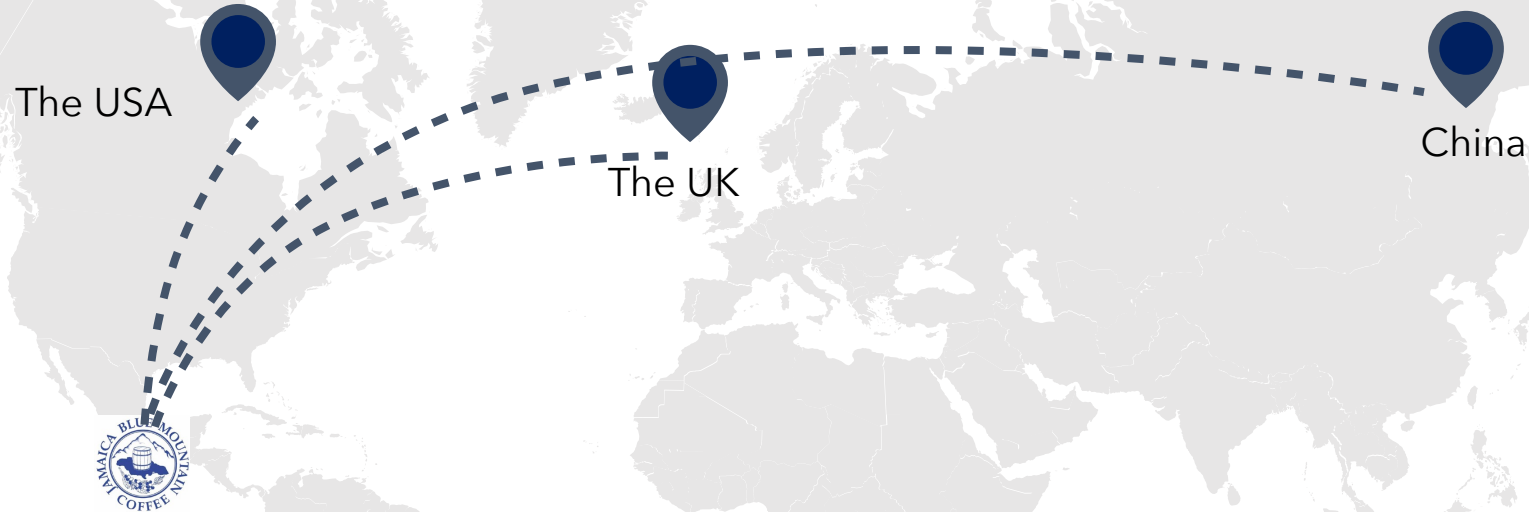 The USA
China
The UK
JAMAICA BLUE MOUNTAIN
COFFEE